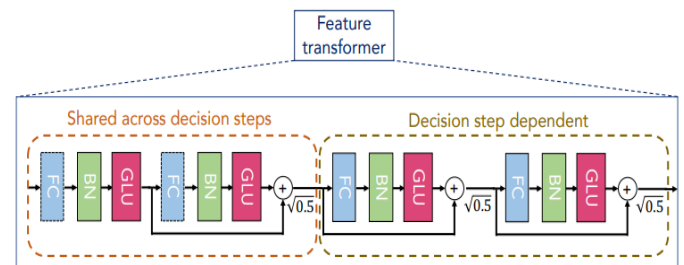 Feature
transformer
Shared across decision steps
Decision step dependent
FC
BN
GLU
FC
BN
GLU
+
√0.5
FC
BN
GLU
+
√0.5
FC
BN
GLU
+
√0.5